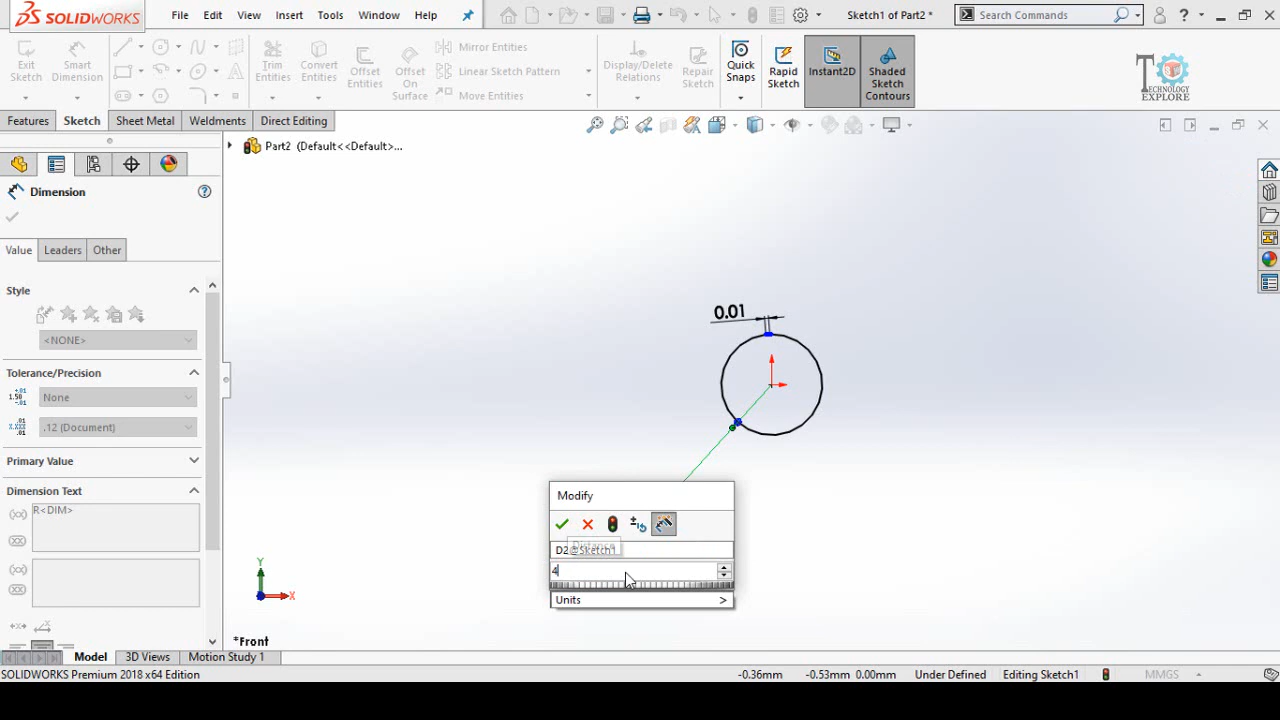 SOLIDWORKS File Edit View Insert Tools Window Help Sketch1 of Part2 * Search Commands ?
Exit Sketch
Smart Dimension
Trim Entities
Convert Entities
Offset Entities
Offset On Surface
Mirror Entities
Linear Sketch Pattern
Move Entities
Display/Delete Relations
Repair Sketch
Quick Snaps
Rapid Sketch
Instant2D
Shaded Sketch Contours
TECHNOLOGY EXPLORE
Features Sketch Sheet Metal Weldments Direct Editing
Part2 (Default<<Default>...
Dimension
Value Leaders Other
Style
<NONE>
Tolerance/Precision
None
.12 (Document)
Primary Value
Dimension Text
R<DIM>
0.01
Modify
D2@Sketch1
Distance
4
Units >
Y
X
*Front
Model 3D Views Motion Study 1
SOLIDWORKS Premium 2018 x64 Edition -0.36mm -0.53mm 0.00mm Under Defined Editing Sketch1 MMGS